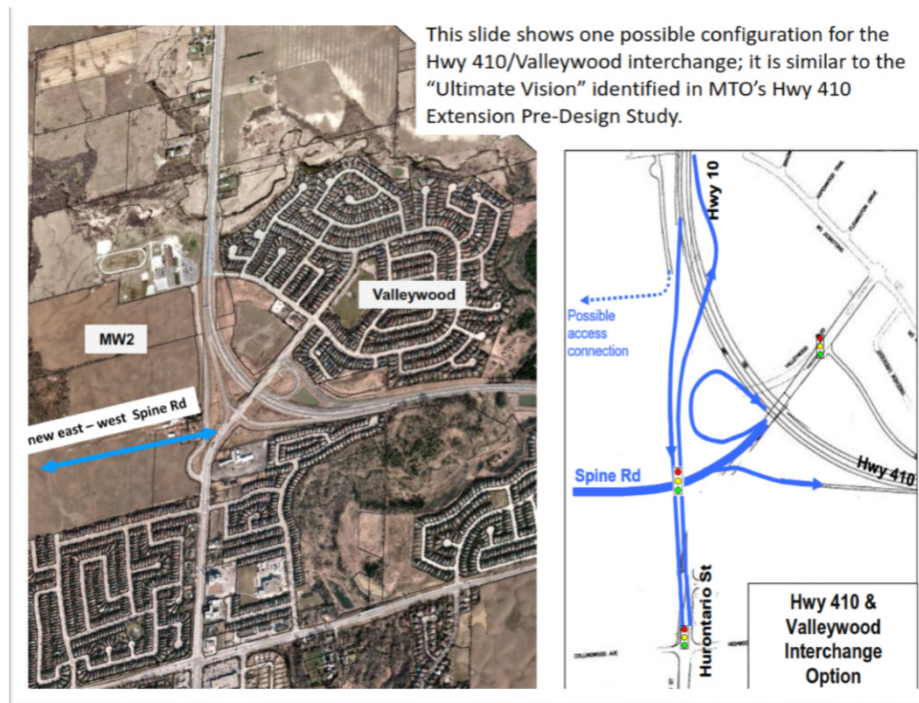 This slide shows one possible configuration for the
Hwy 410/Valleywood interchange; it is similar to the
“Ultimate Vision” identified in MTO’s Hwy 410
Extension Pre-Design Study.
Valleywood
MW2
new east – west Spine Rd
Hwy 10
Possible
access
connection
Hwy 410
Spine Rd
Hurontario St
Hwy 410 &
Valleywood
Interchange
Option